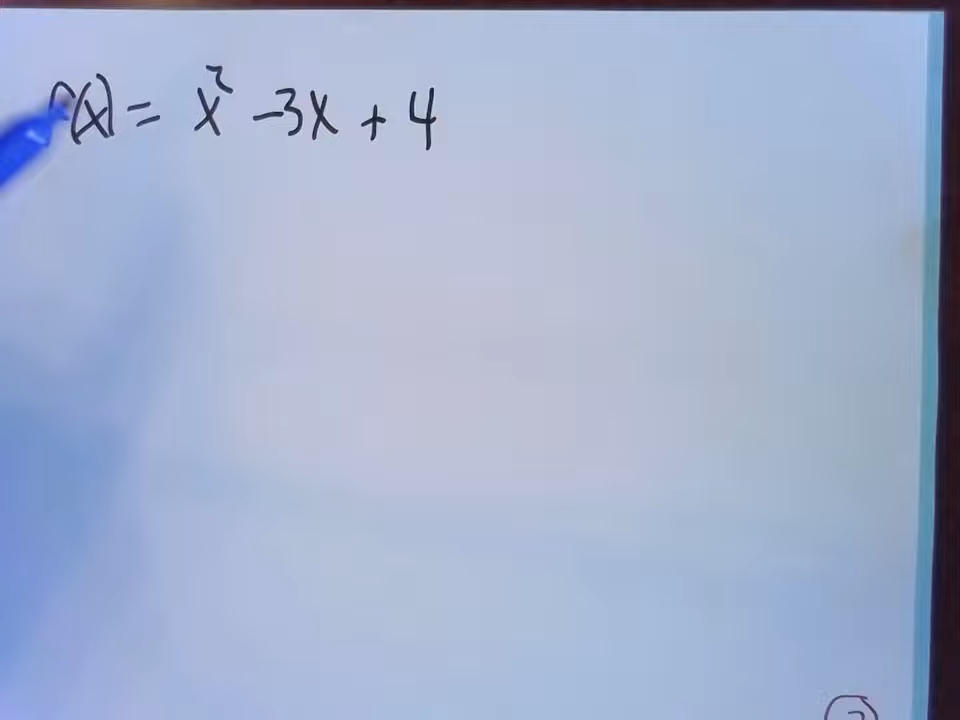 f(x) = x² -3x + 4